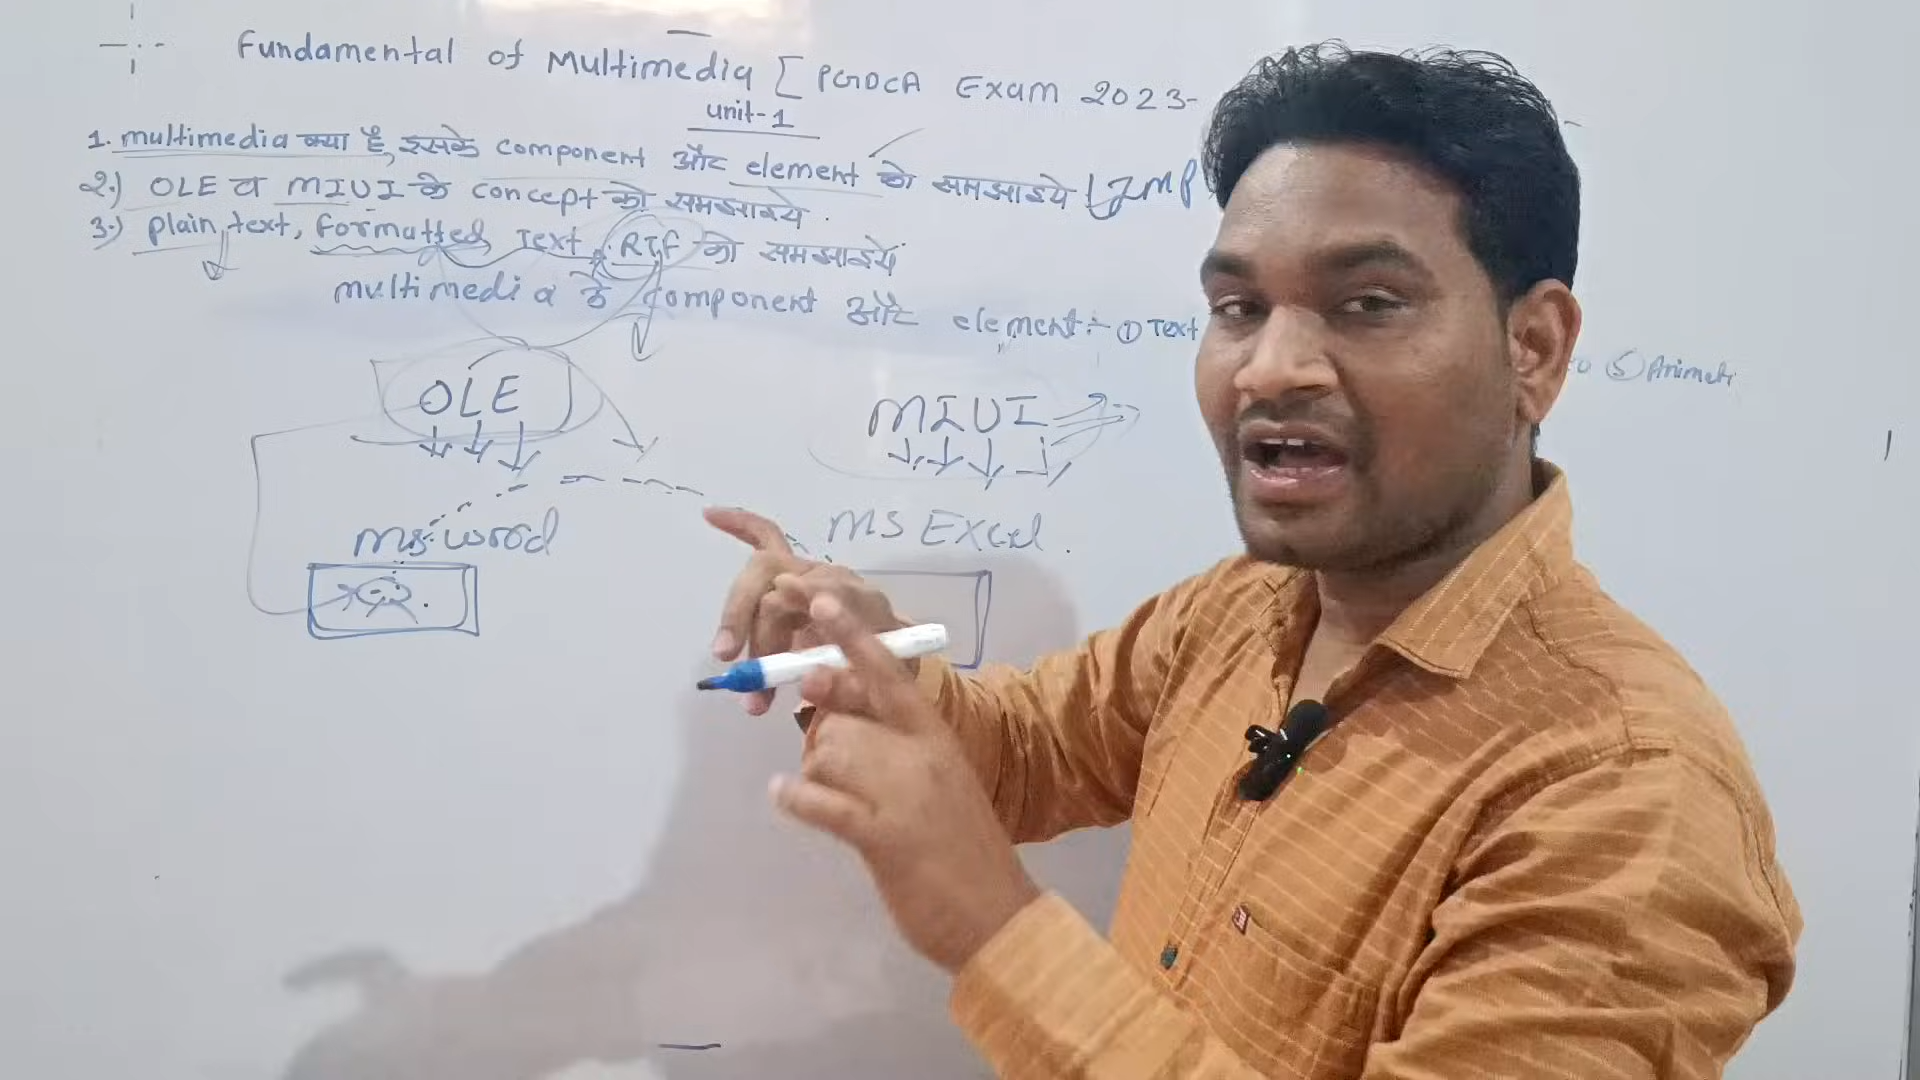 Fundamental of Multimedia [ PGDCA Exam 2023-
unit-1
1. multimedia क्या है, इसके component और element को समझाइये IMP
2.) OLE व MIUI के concept को समझाइये.
3.) plain text, formatted Text, RTF को समझाइये
multimedia के component और element:- ① Text
⑤ Animati
OLE MIUI
ms word MS Excel.